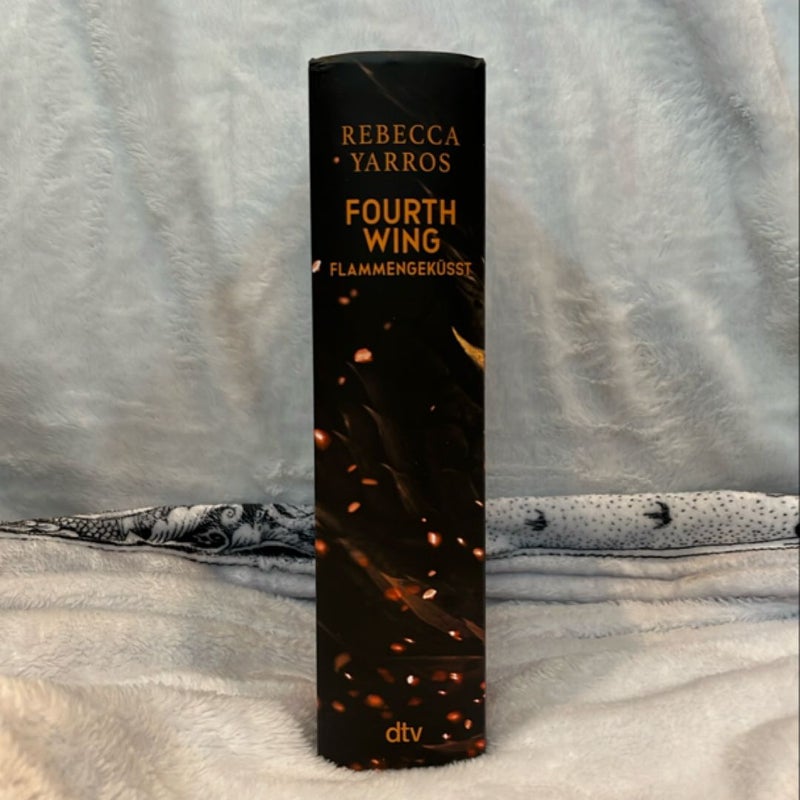 REBECCA
YARROS
FOURTH
WING
FLAMMENGEKÜSST
dtv